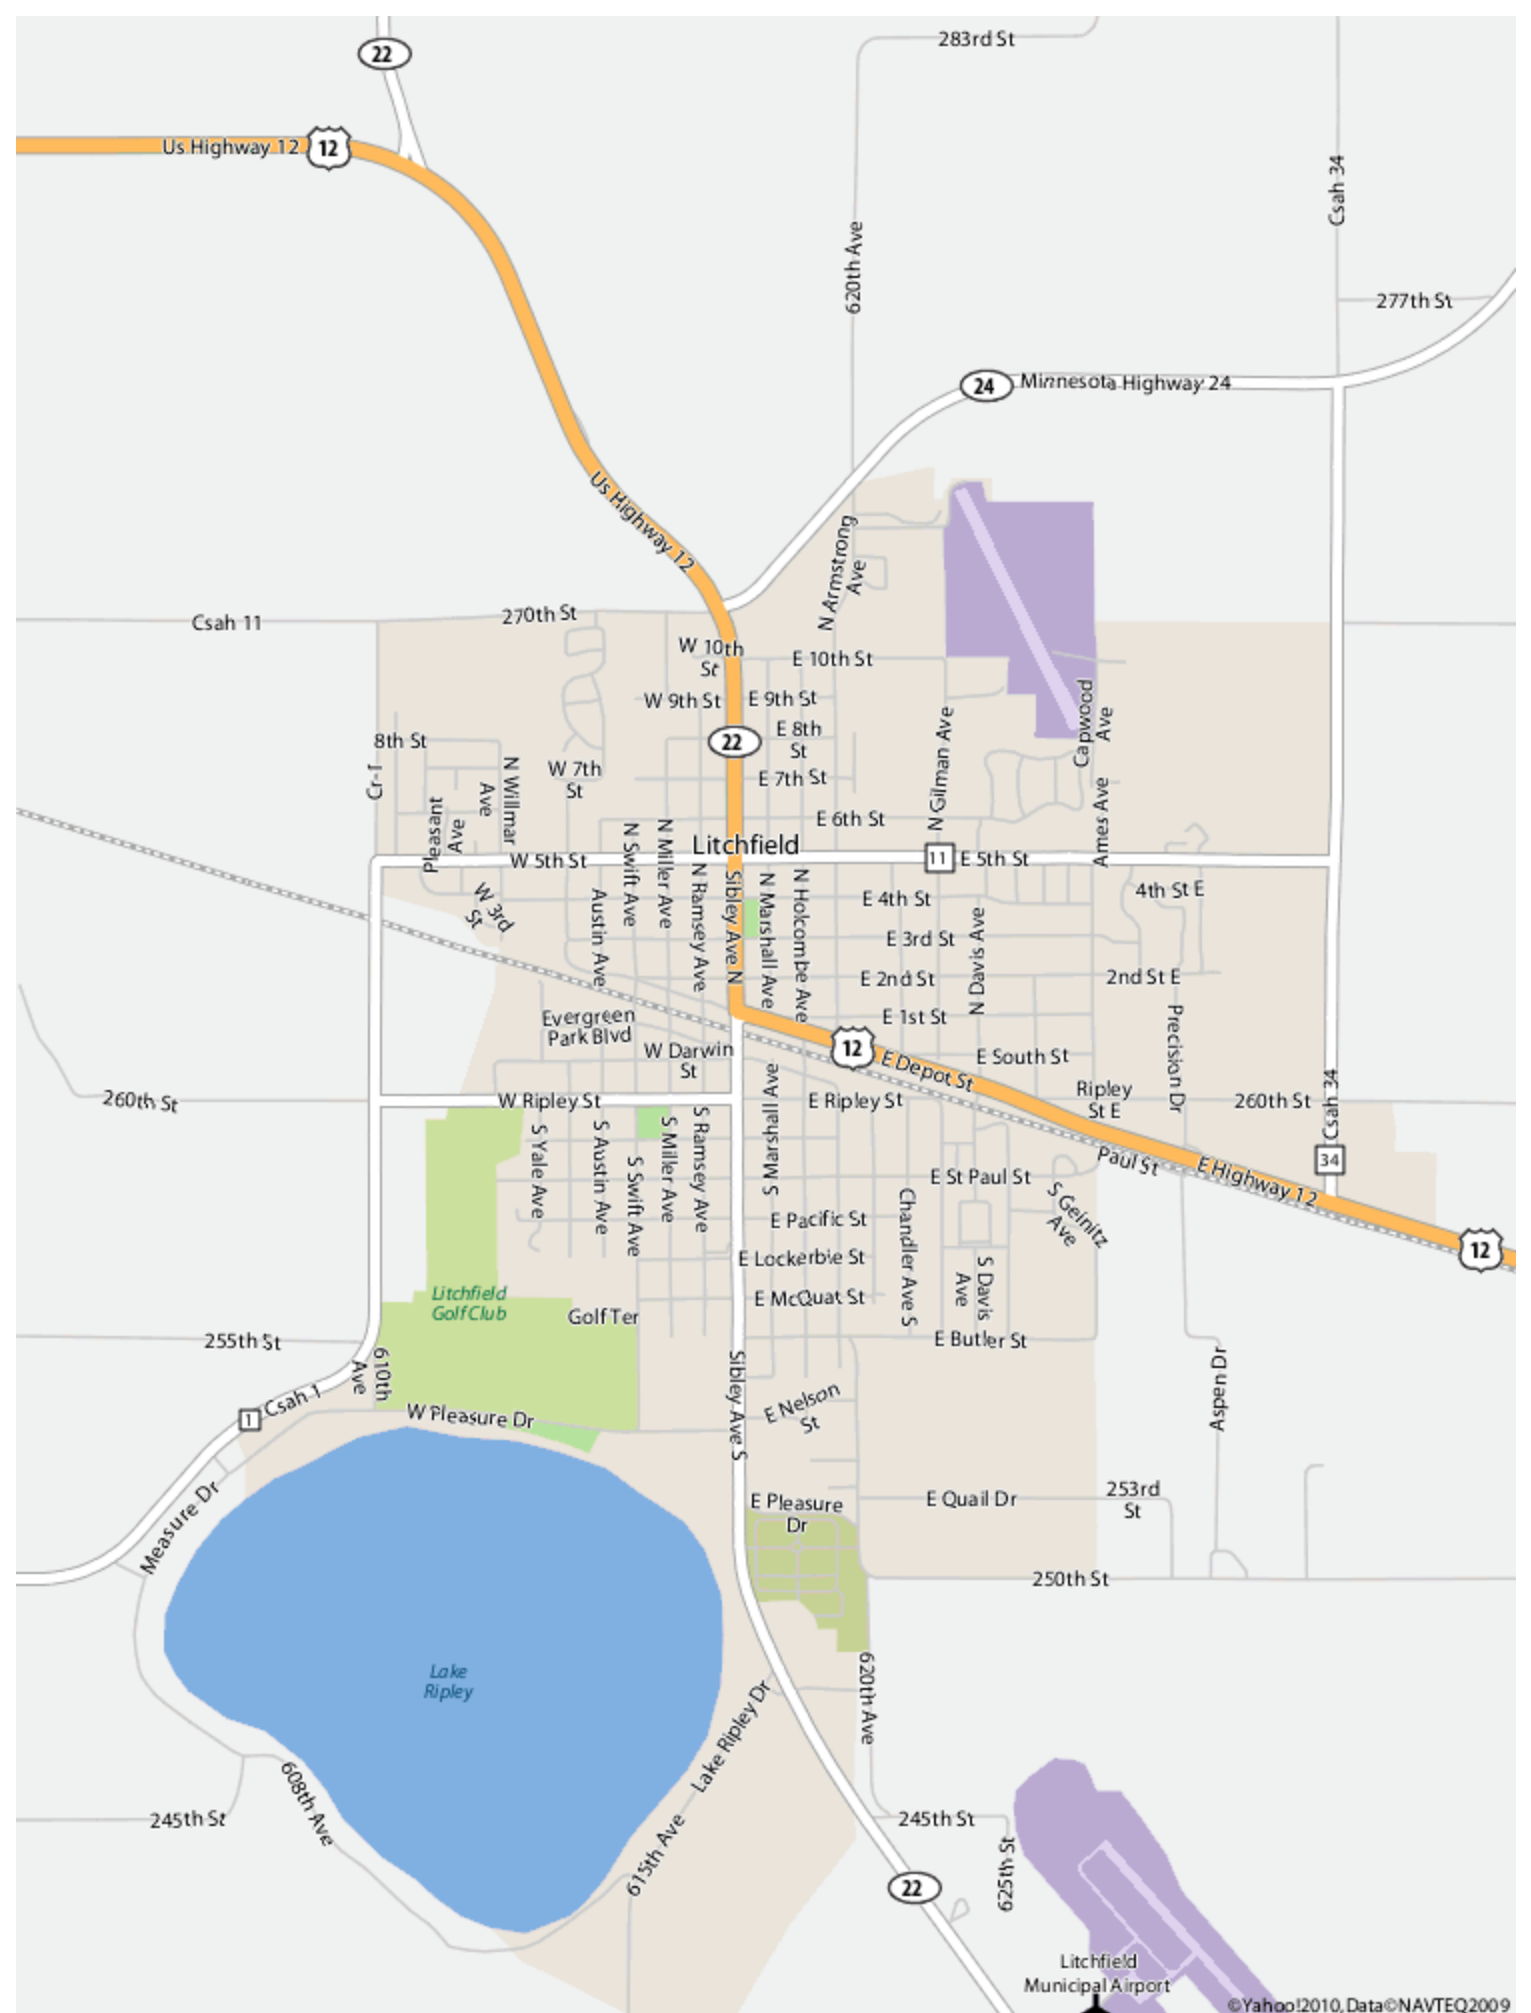 22
283rd St
Us Highway 12
12
Csah 34
620th Ave
277th St
24
Minnesota Highway 24
Us Highway 12
N Armstrong
Ave
Csah 11
270th St
W 10th
St
E 10th St
W 9th St
E 9th St
Capwood
Ave
N Gilman Ave
8th St
22
E 8th
St
W 7th
St
E 7th St
Cr-1
N Willmar
Ave
Pleasant
Ave
E 6th St
Ames Ave
N Swift Ave
N Miller Ave
Litchfield
W 5th St
11
E 5th St
W 3rd
St
Austin Ave
N Ramsey Ave
Sibley Ave N
N Marshall Ave
N Holcombe Ave
E 4th St
4th St E
E 3rd St
N Davis Ave
E 2nd St
2nd St E
Evergreen
Park Blvd
E 1st St
Precision Dr
W Darwin
St
12
E Depot St
E South St
260th St
W Ripley St
S Marshall Ave
E Ripley St
Ripley
St E
260th St
Csah 34
S Yale Ave
S Austin Ave
S Swift Ave
S Miller Ave
S Ramsey Ave
34
Paul St
E Highway 12
E St Paul St
S Geinitz
Ave
Chandler Ave S
E Pacific St
12
E Lockerbie St
S Davis
Ave
Litchfield
Golf Club
Golf Ter
E McQuat St
255th St
E Butler St
610th
Ave
Sibley Ave S
Aspen Dr
1
Csah 1
W Pleasure Dr
E Nelson
St
Measure Dr
E Pleasure
Dr
E Quail Dr
253rd
St
250th St
Lake
Ripley
Lake Ripley Dr
620th Ave
245th St
608th Ave
615th Ave
245th St
625th St
22
Litchfield
Municipal Airport
©Yahoo!2010, Data©NAVTEQ2009